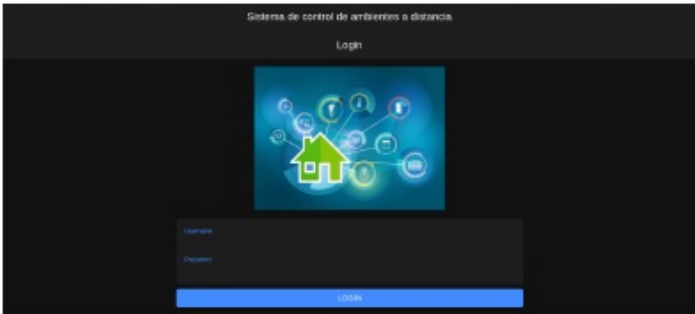 Sistema de control de ambientes a distancia
Login
Username
Password
LOGIN